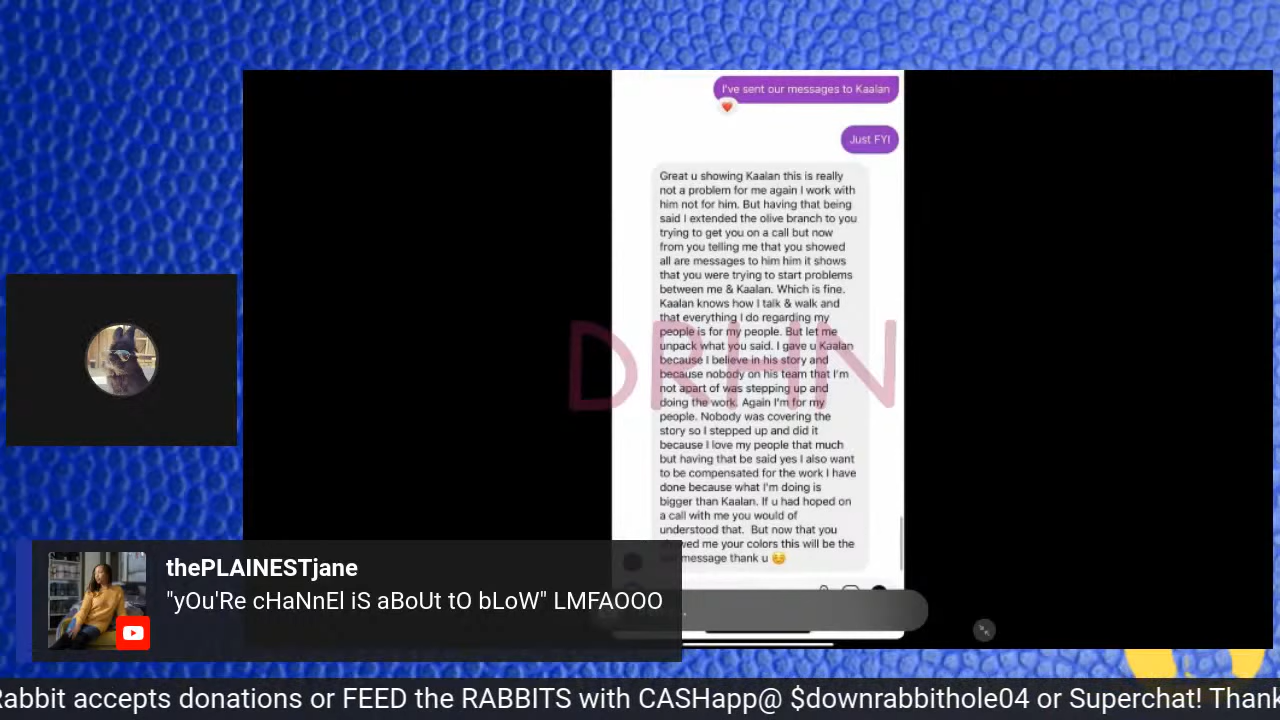 I've sent our messages to Kaalan
Just FYI
Great u showing Kaalan this is really
not a problem for me again I work with
him not for him. But having that being
said I extended the olive branch to you
trying to get you on a call but now
from you telling me that you showed
all are messages to him him it shows
that you were trying to start problems
between me & Kaalan. Which is fine.
Kaalan knows how I talk & walk and
that everything I do regarding my
people is for my people. But let me
unpack what you said. I gave u Kaalan
because I believe in his story and
because nobody on his team that I'm
not apart of was stepping up and
doing the work. Again I'm for my
people. Nobody was covering the
story so I stepped up and did it
because I love my people that much
but having that be said yes I also want
to be compensated for the work I have
done because what I'm doing is
bigger than Kaalan. If u had hoped on
a call with me you would of
understood that. But now that you
me your colors this will be the
message thank u 😌
DRHN
thePLAINESTjane
"yOu'Re cHaNnEl iS aBoUt tO bLoW" LMFAOOO
Rabbit accepts donations or FEED the RABBITS with CASHapp@ $downrabbithole04 or Superchat! Thank